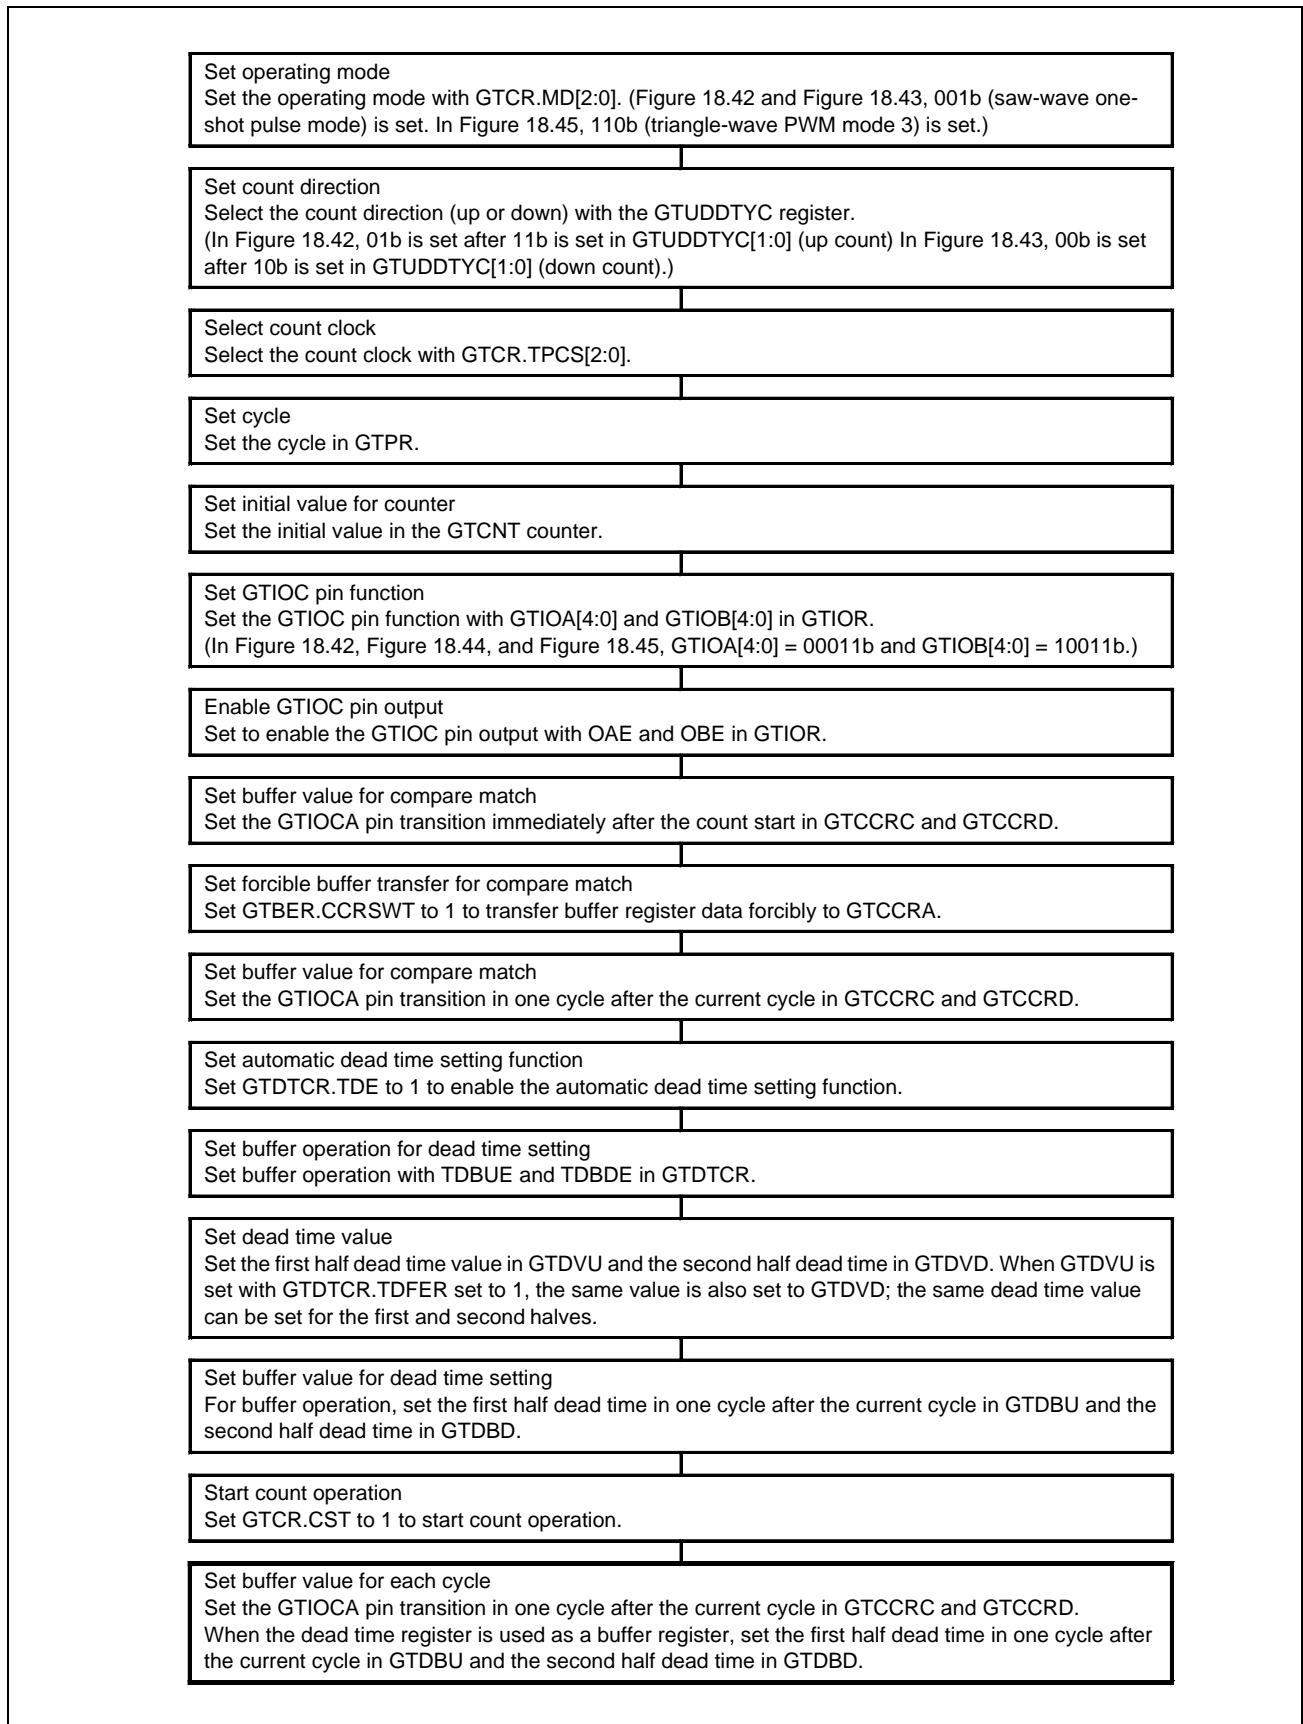 Set operating mode
Set the operating mode with GTCR.MD[2:0]. (Figure 18.42 and Figure 18.43, 001b (saw-wave one-
shot pulse mode) is set. In Figure 18.45, 110b (triangle-wave PWM mode 3) is set.)
Set count direction
Select the count direction (up or down) with the GTUDDTYC register.
(In Figure 18.42, 01b is set after 11b is set in GTUDDTYC[1:0] (up count) In Figure 18.43, 00b is set
after 10b is set in GTUDDTYC[1:0] (down count).)
Select count clock
Select the count clock with GTCR.TPCS[2:0].
Set cycle
Set the cycle in GTPR.
Set initial value for counter
Set the initial value in the GTCNT counter.
Set GTIOC pin function
Set the GTIOC pin function with GTIOA[4:0] and GTIOB[4:0] in GTIOR.
(In Figure 18.42, Figure 18.44, and Figure 18.45, GTIOA[4:0] = 00011b and GTIOB[4:0] = 10011b.)
Enable GTIOC pin output
Set to enable the GTIOC pin output with OAE and OBE in GTIOR.
Set buffer value for compare match
Set the GTIOCA pin transition immediately after the count start in GTCCRC and GTCCRD.
Set forcible buffer transfer for compare match
Set GTBER.CCRSWT to 1 to transfer buffer register data forcibly to GTCCRA.
Set buffer value for compare match
Set the GTIOCA pin transition in one cycle after the current cycle in GTCCRC and GTCCRD.
Set automatic dead time setting function
Set GTDTCR.TDE to 1 to enable the automatic dead time setting function.
Set buffer operation for dead time setting
Set buffer operation with TDBUE and TDBDE in GTDTCR.
Set dead time value
Set the first half dead time value in GTDVU and the second half dead time in GTDVD. When GTDVU is
set with GTDTCR.TDFER set to 1, the same value is also set to GTDVD; the same dead time value
can be set for the first and second halves.
Set buffer value for dead time setting
For buffer operation, set the first half dead time in one cycle after the current cycle in GTDBU and the
second half dead time in GTDBD.
Start count operation
Set GTCR.CST to 1 to start count operation.
Set buffer value for each cycle
Set the GTIOCA pin transition in one cycle after the current cycle in GTCCRC and GTCCRD.
When the dead time register is used as a buffer register, set the first half dead time in one cycle after
the current cycle in GTDBU and the second half dead time in GTDBD.